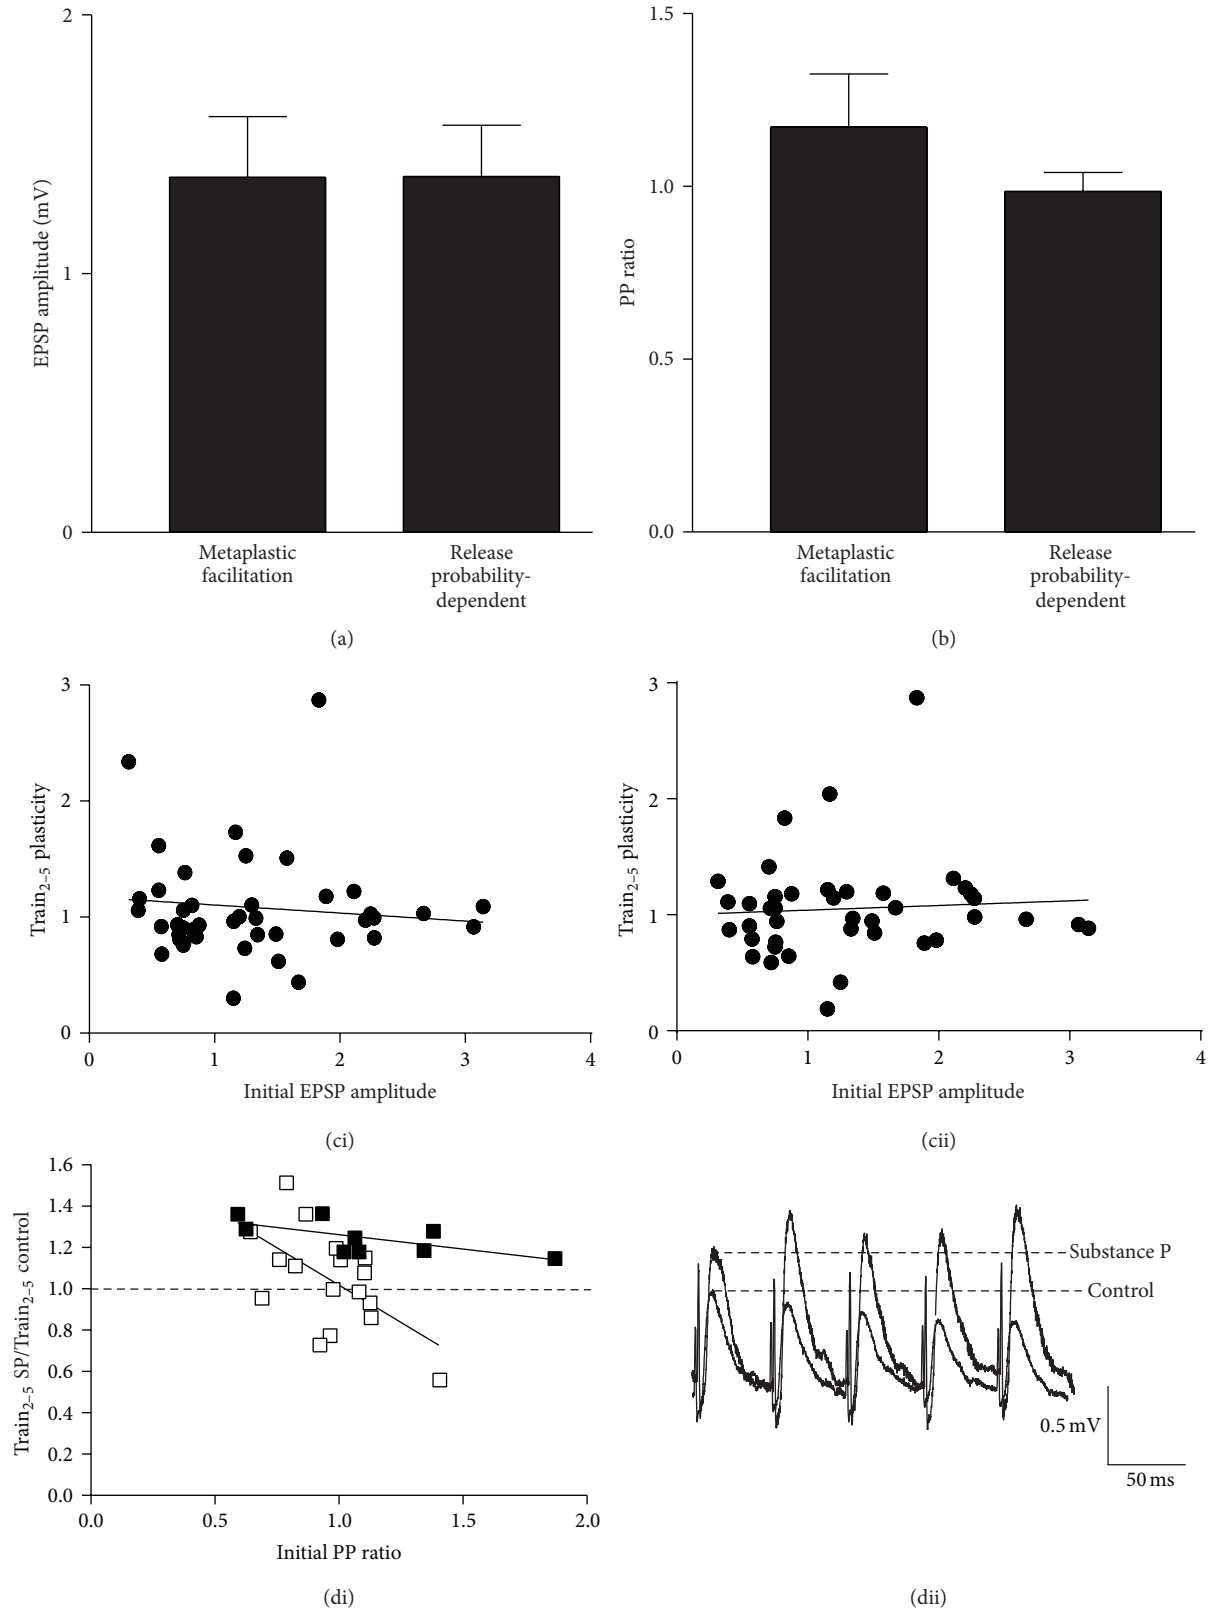 2
1
0
EPSP amplitude (mV)
Metaplastic
facilitation
Release
probability-
dependent
(a)
1.5
1.0
0.5
0.0
PP ratio
Metaplastic
facilitation
Release
probability-
dependent
(b)
3
2
1
0
Train2–5 plasticity
0 1 2 3 4
Initial EPSP amplitude
(ci)
3
2
1
0
Train2–5 plasticity
0 1 2 3 4
Initial EPSP amplitude
(cii)
1.6
1.4
1.2
1.0
0.8
0.6
0.4
0.2
0.0
Train2–5 SP/Train2–5 control
0.0 0.5 1.0 1.5 2.0
Initial PP ratio
(di)
Substance P
Control
0.5 mV
50 ms
(dii)